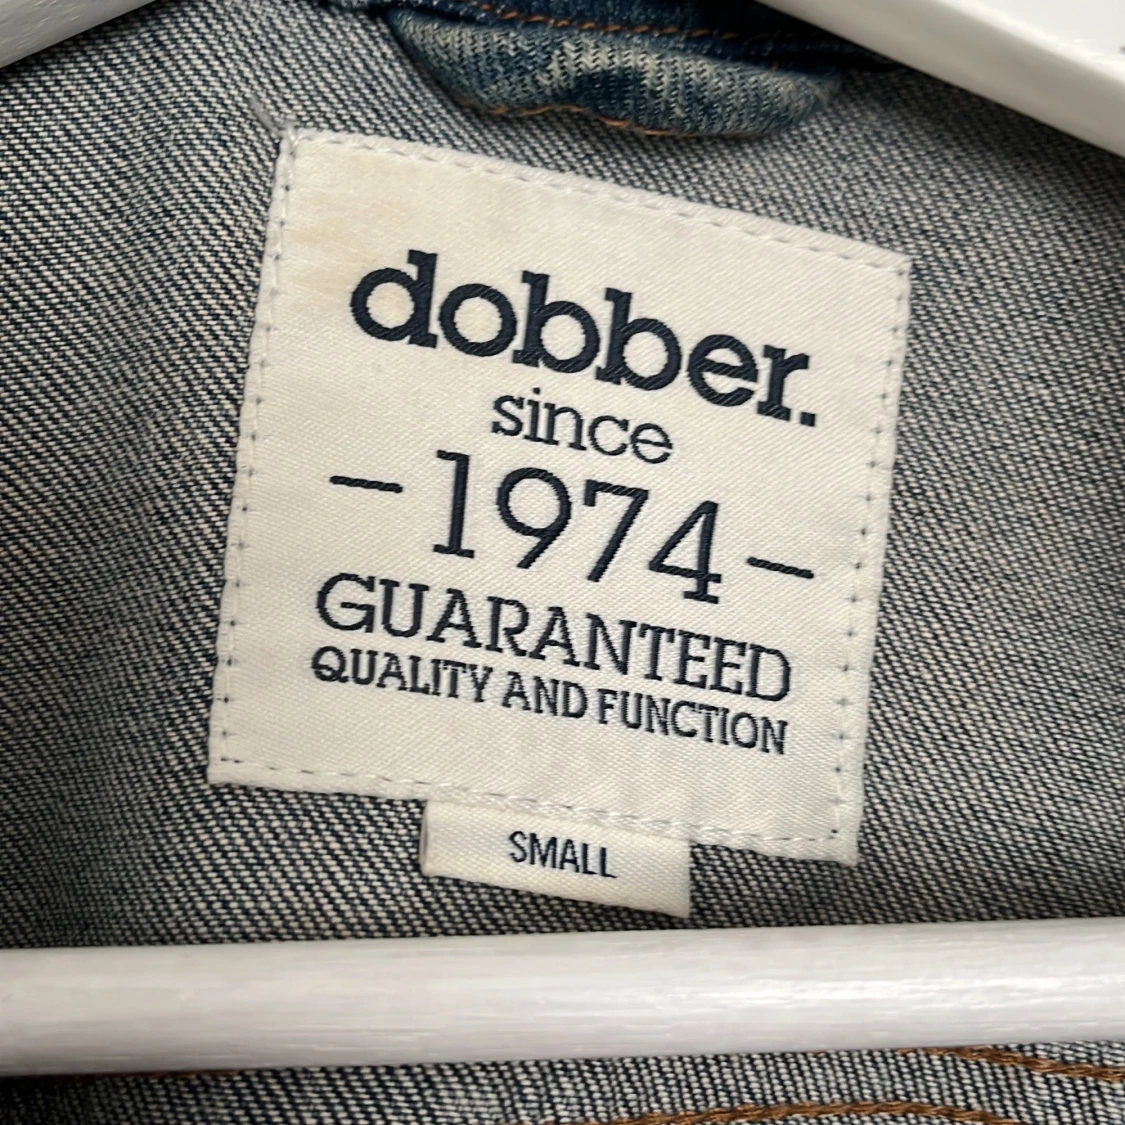 dobber.
since
– 1974 –
GUARANTEED
QUALITY AND FUNCTION
SMALL